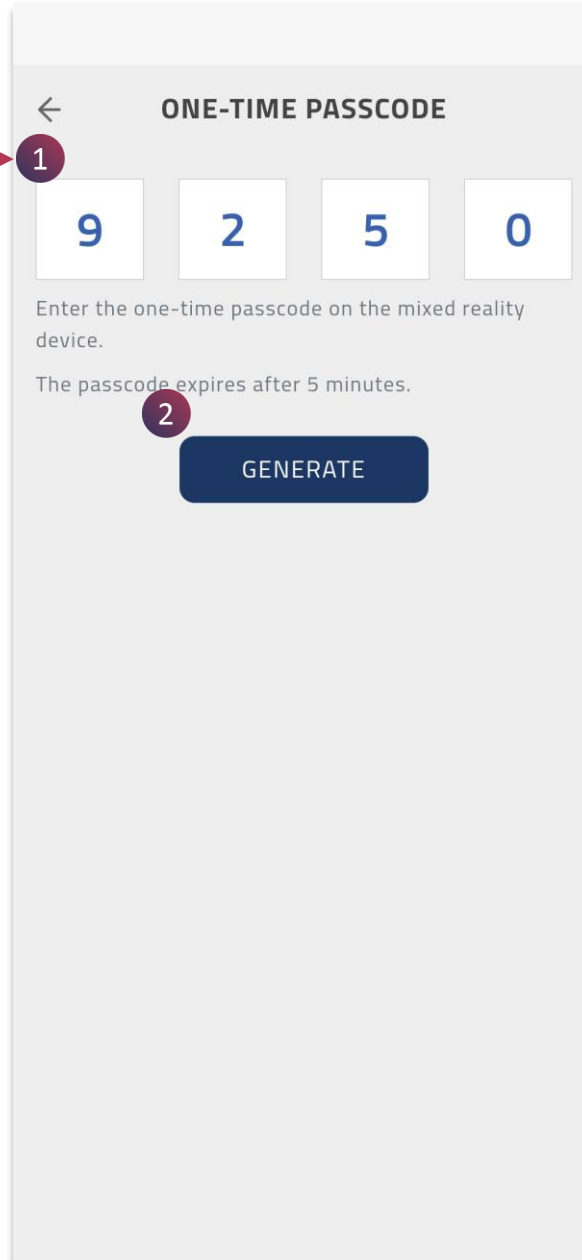 ONE-TIME PASSCODE
1
9 2 5 0
Enter the one-time passcode on the mixed reality
device.
The passcode expires after 5 minutes.
2
GENERATE